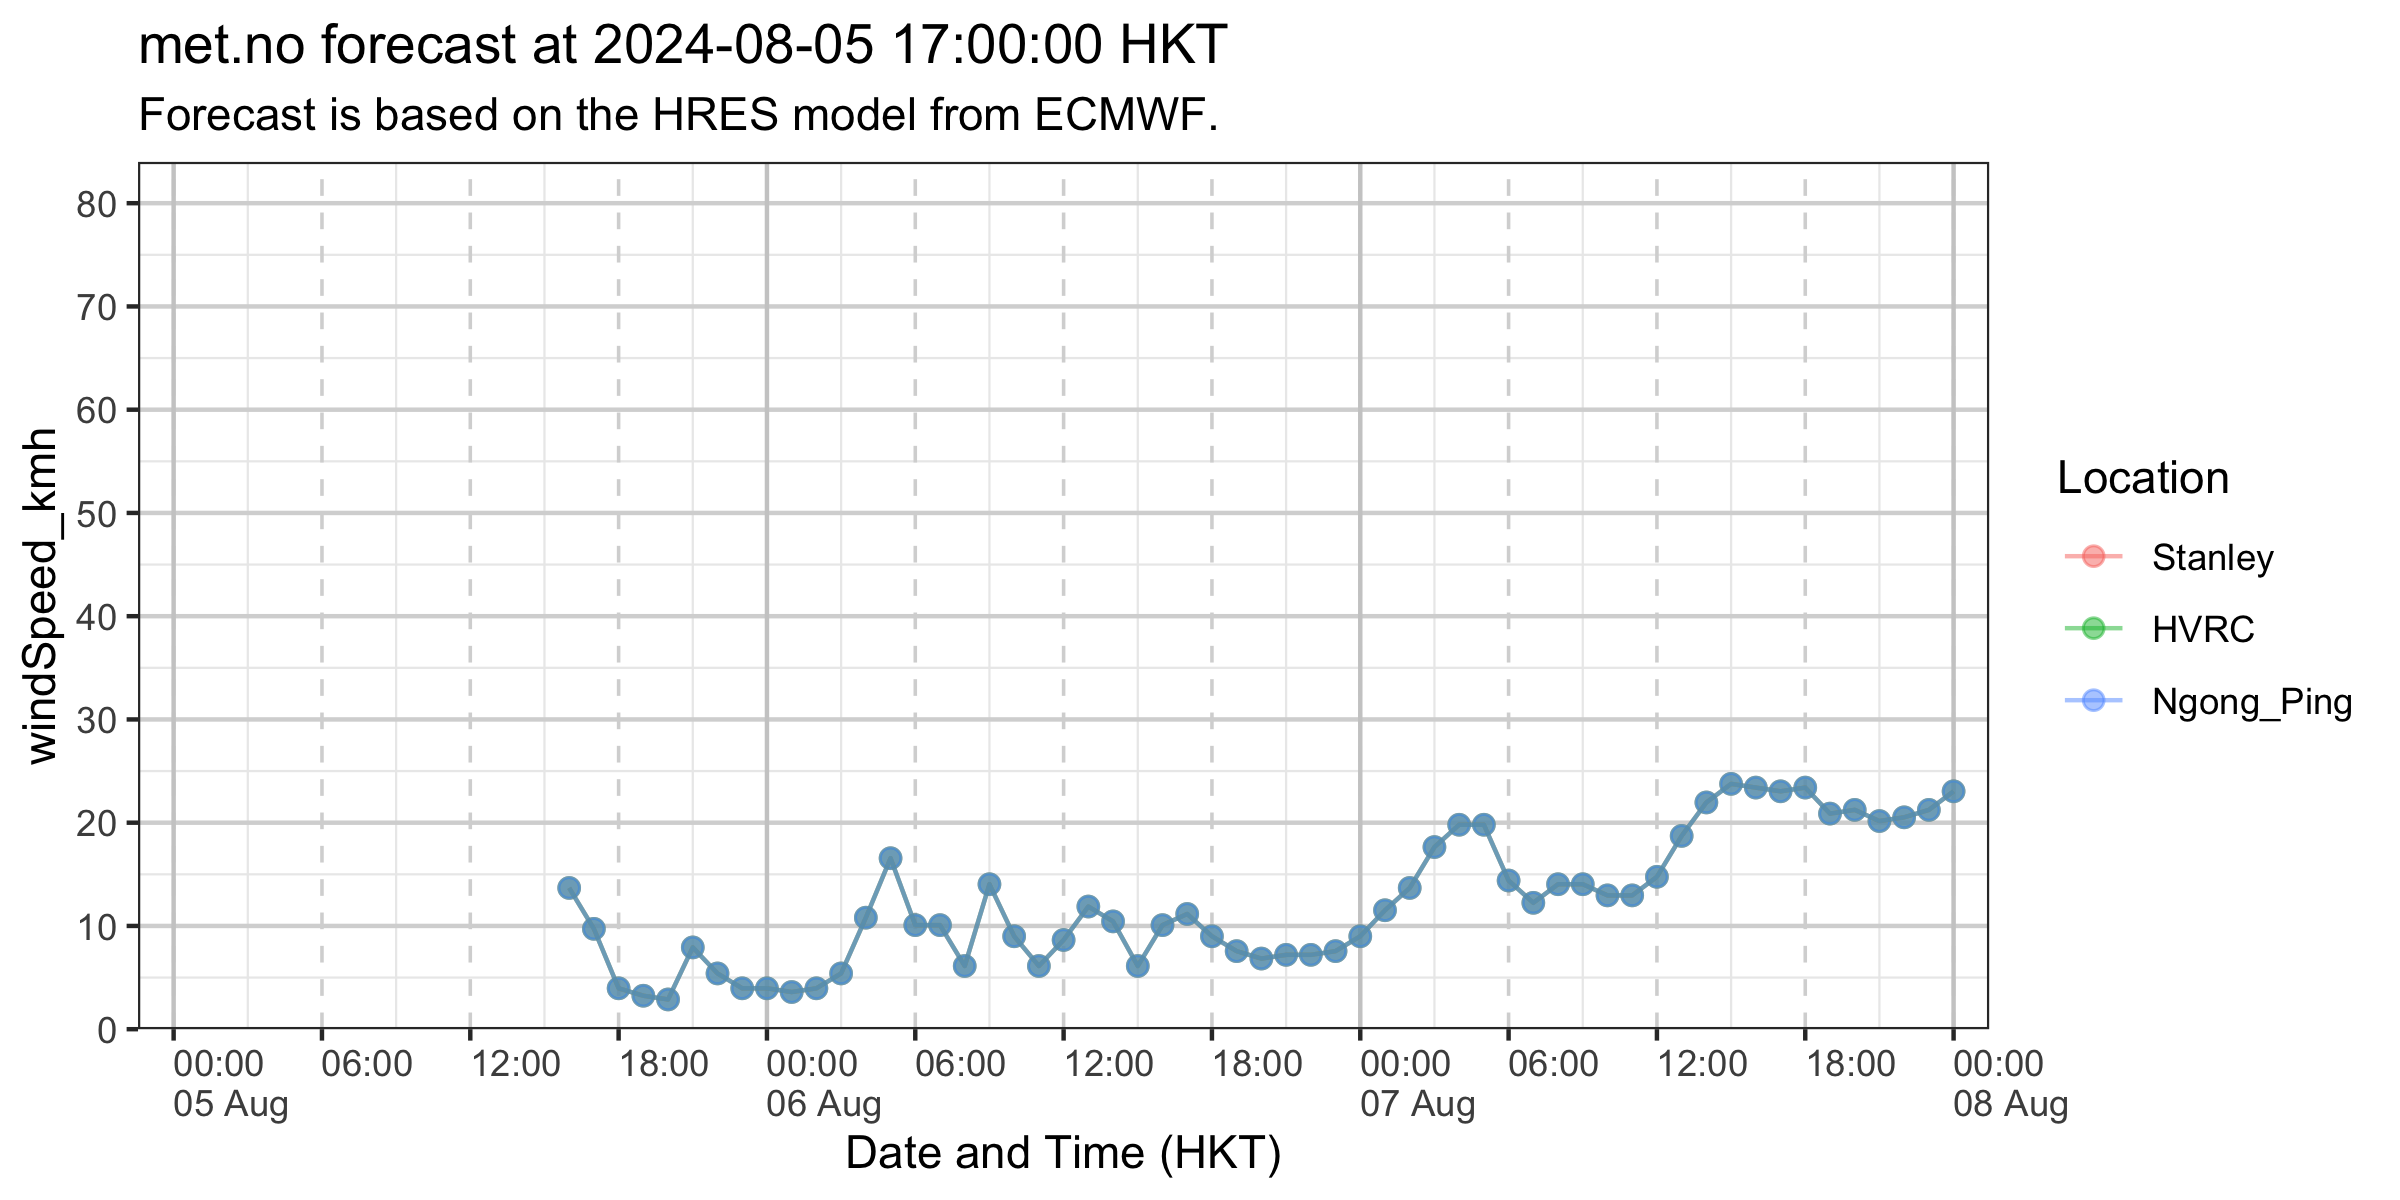 met.no forecast at 2024-08-05 17:00:00 HKT
Forecast is based on the HRES model from ECMWF.
windSpeed_kmh
80
70
60
50
40
30
20
10
0
00:00 06:00 12:00 18:00 00:00 06:00 12:00 18:00 00:00 06:00 12:00 18:00 00:00
05 Aug 06 Aug 07 Aug 08 Aug
Date and Time (HKT)
Location
Stanley
HVRC
Ngong_Ping